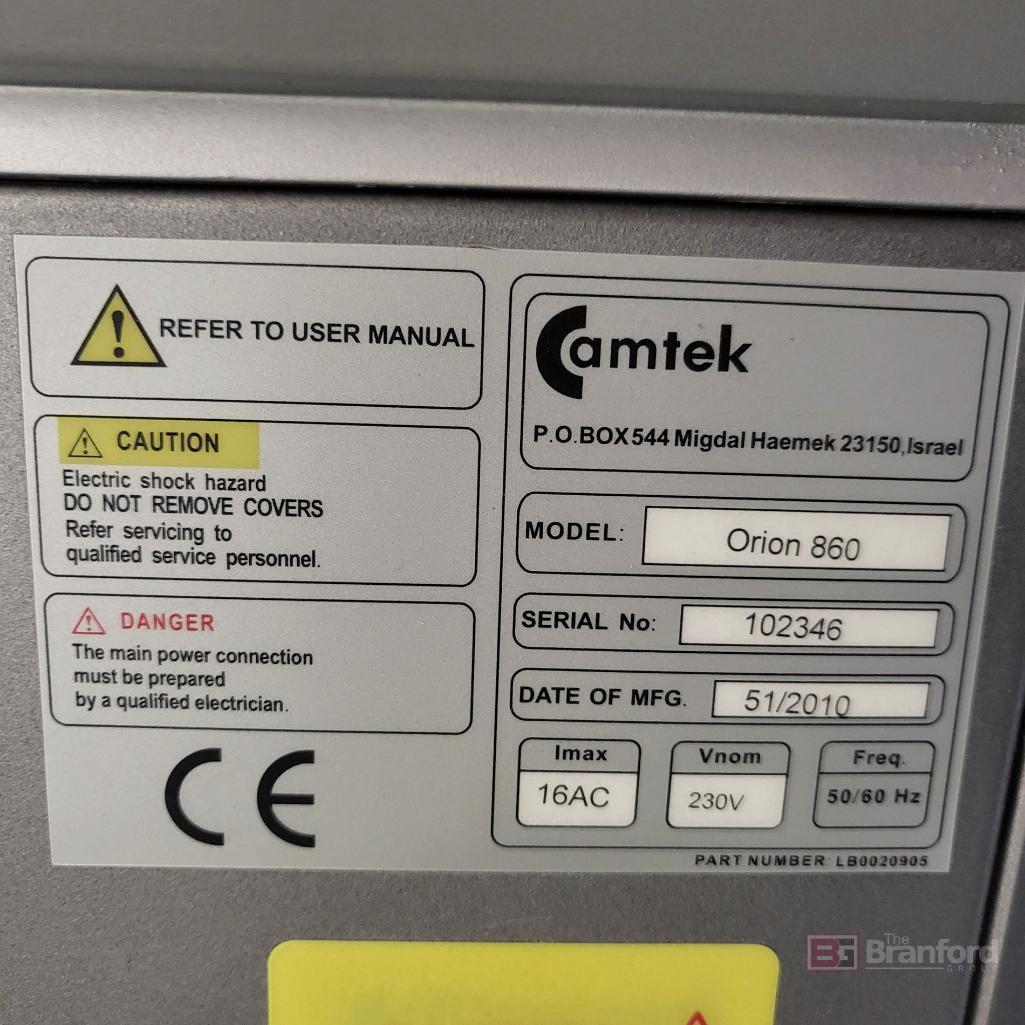 REFER TO USER MANUAL
CAUTION
Electric shock hazard
DO NOT REMOVE COVERS
Refer servicing to
qualified service personnel.
DANGER
The main power connection
must be prepared
by a qualified electrician.
CE
Camtek
P.O.BOX 544 Migdal Haemek 23150, Israel
MODEL: Orion 860
SERIAL No: 102346
DATE OF MFG. 51/2010
Imax
16AC
Vnom
230V
Freq.
50/60 Hz
PART NUMBER: LB0020905
BG The
Branford
GROUP